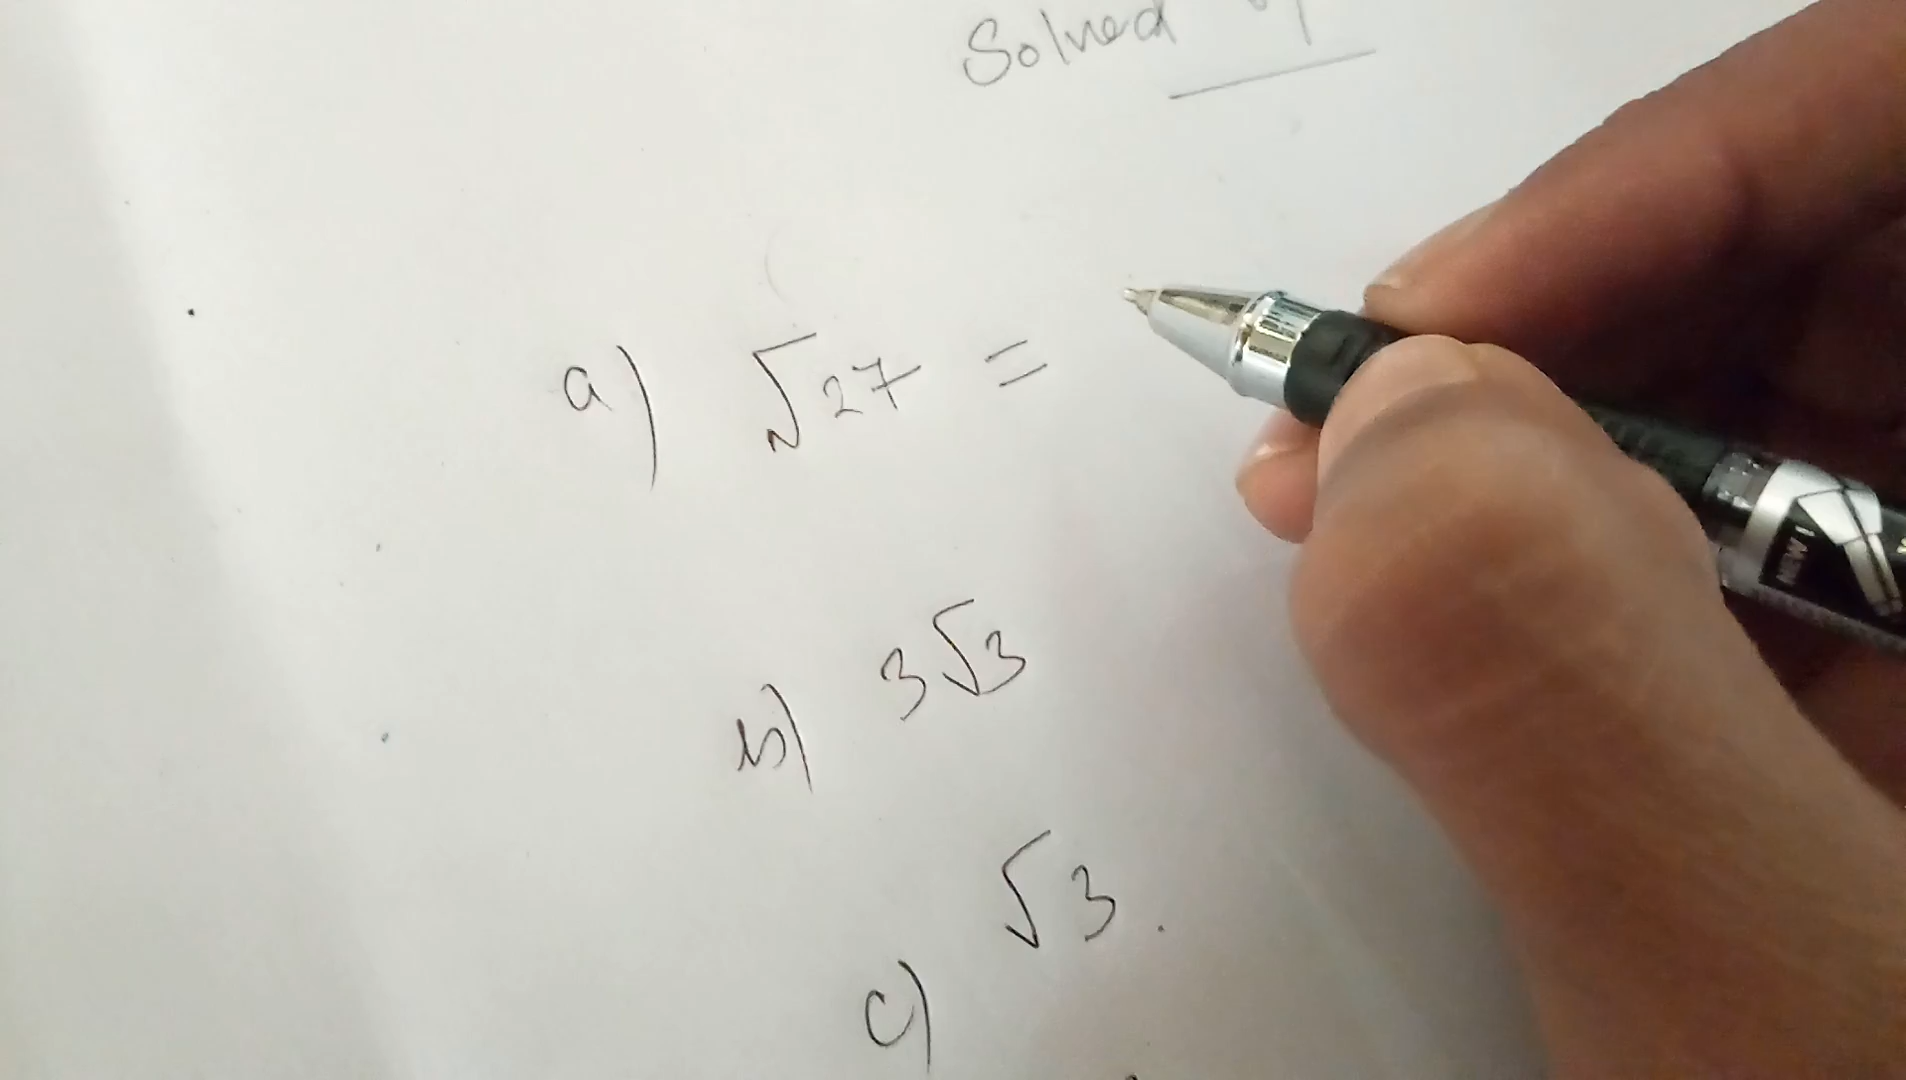 Solved
a) √27 =
b) 3√3
√3.
c)